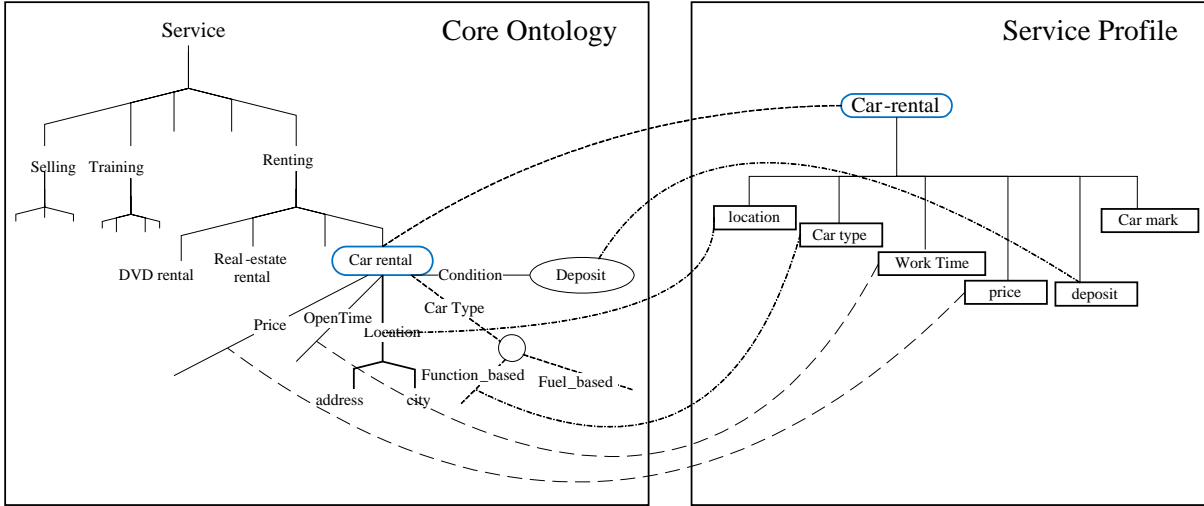 Core Ontology
Service
Selling
Training
Renting
DVD rental
Real-estate
rental
Car rental
Condition
Deposit
Car Type
Price
OpenTime
Location
Function_based
Fuel_based
address
city
Service Profile
Car-rental
location
Car type
Work Time
price
deposit
Car mark